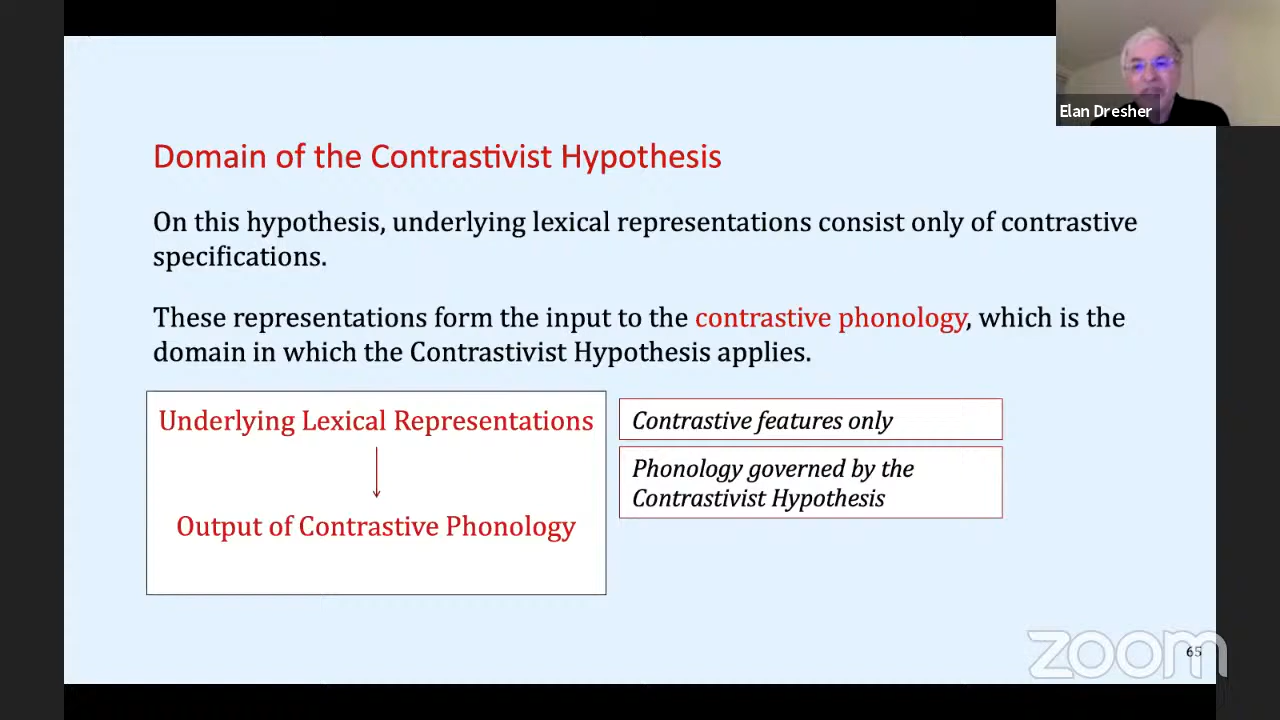 Elan Dresher
Domain of the Contrastivist Hypothesis
On this hypothesis, underlying lexical representations consist only of contrastive
specifications.
These representations form the input to the contrastive phonology, which is the
domain in which the Contrastivist Hypothesis applies.
Underlying Lexical Representations
Contrastive features only
Phonology governed by the
Contrastivist Hypothesis
Output of Contrastive Phonology
zoom
65